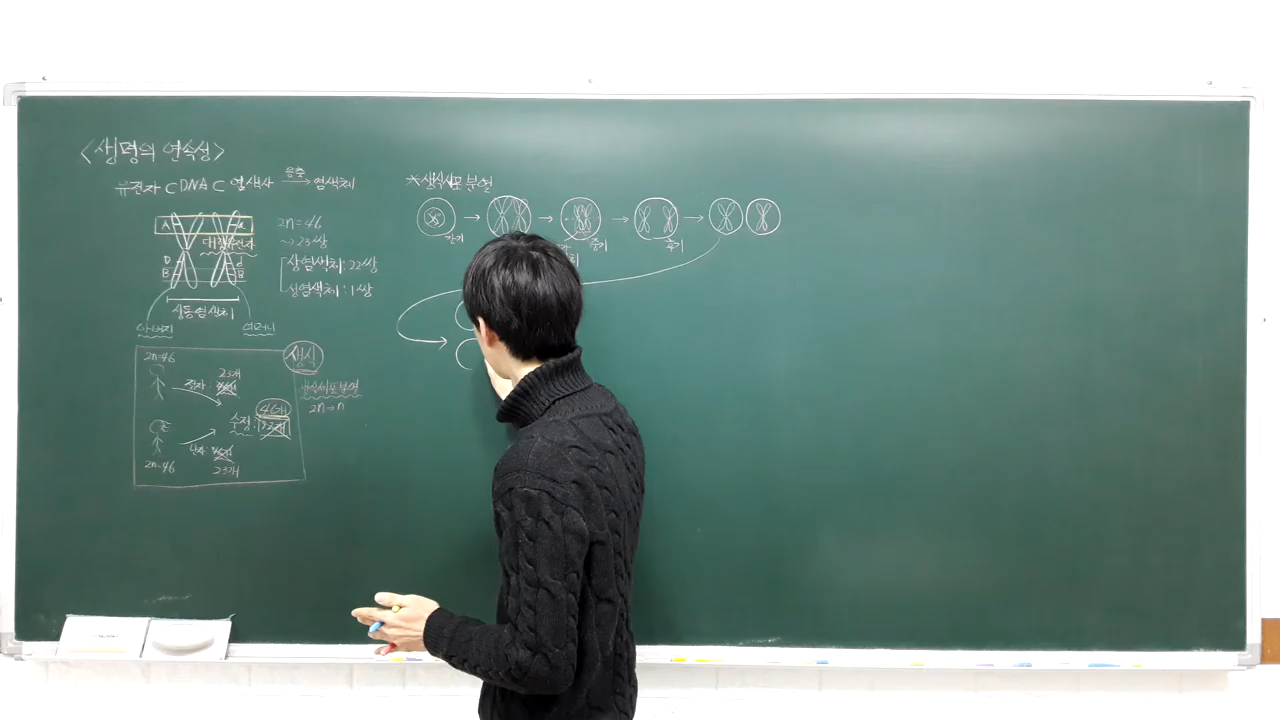 <생명의 연속성>
유전자 ⊂ DNA ⊂ 염색사 응축→ 염색체
A a
대립유전자
D d
B B
상동염색체
아버지 어머니
2n=46
→ 23쌍
상염색체: 22쌍
성염색체: 1쌍
생식
생식세포분열
2n→n
2n=46
정자: 23개
수정: 46개
난자:
23개
2n=46
*생식세포 분열
간기
중기
후기